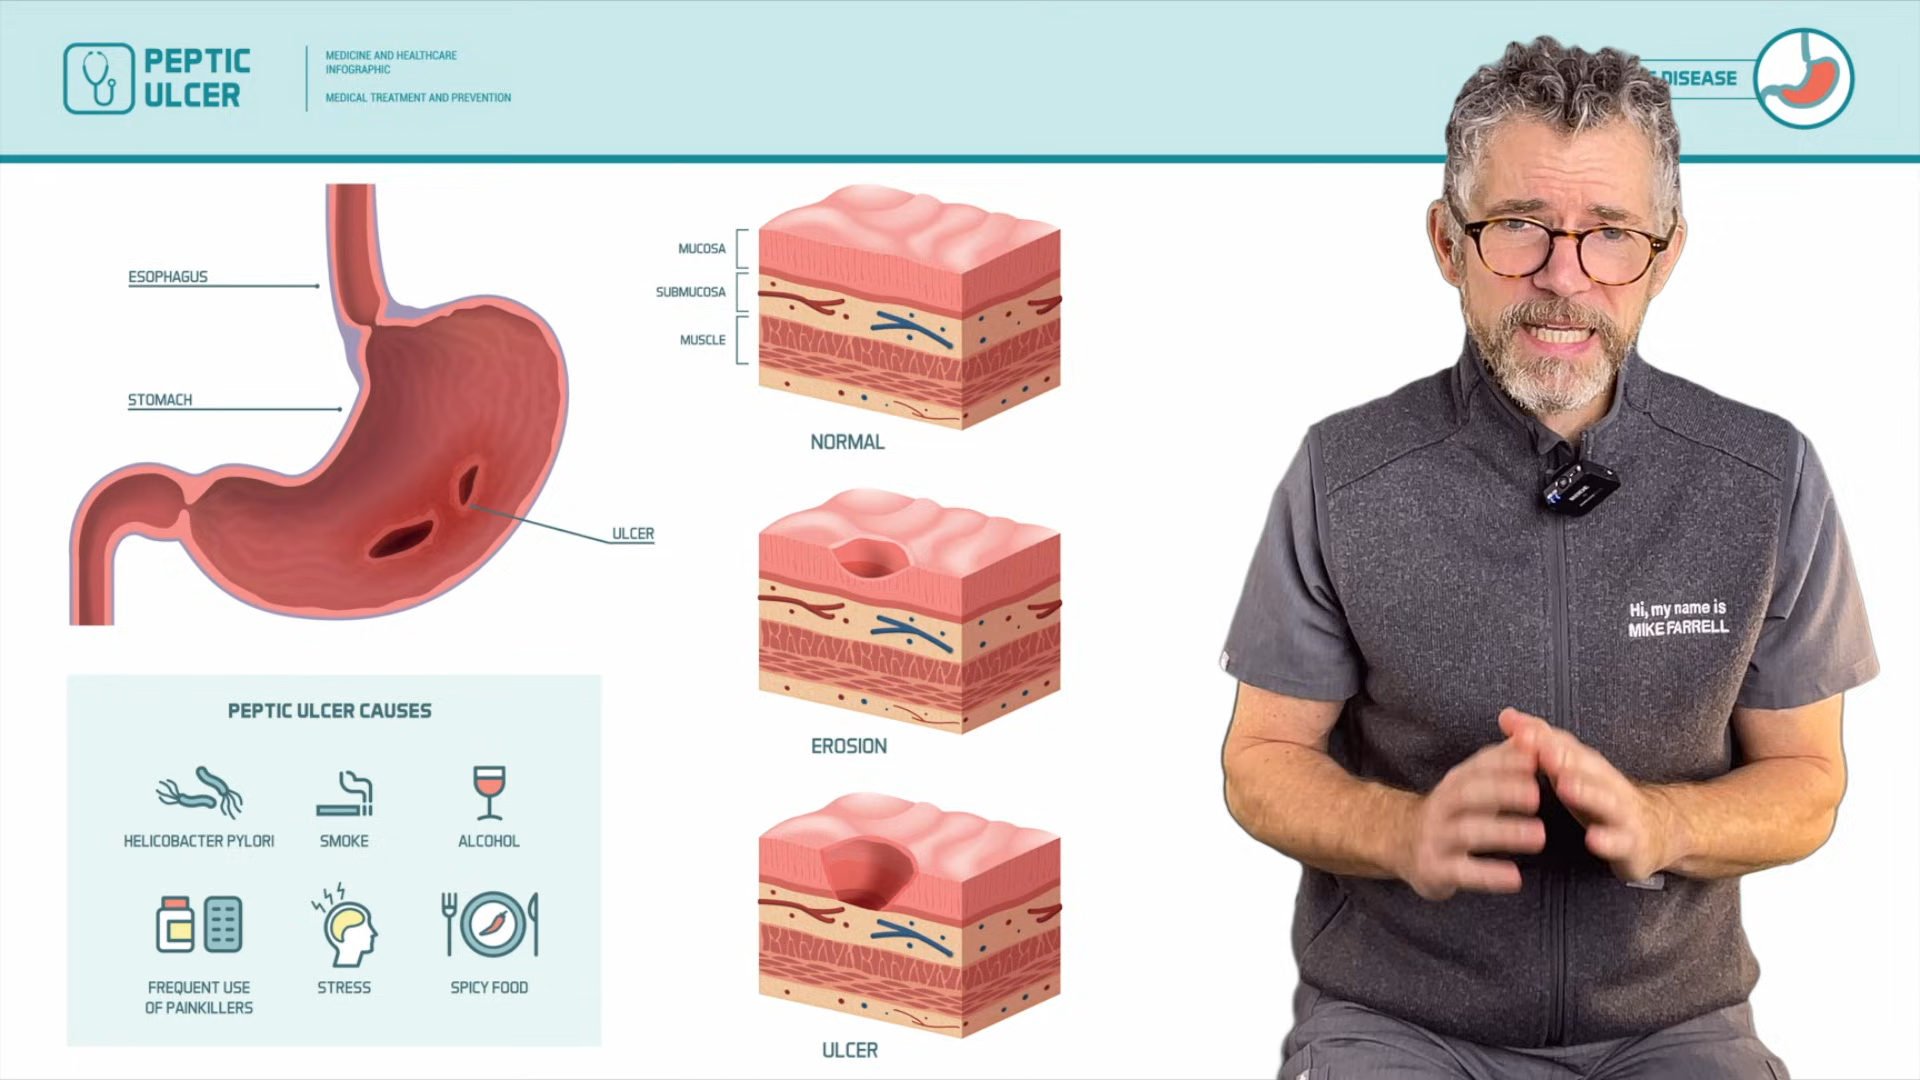 PEPTIC
ULCER
MEDICINE AND HEALTHCARE
INFOGRAPHIC
MEDICAL TREATMENT AND PREVENTION
DISEASE
ESOPHAGUS
STOMACH
ULCER
MUCOSA
SUBMUCOSA
MUSCLE
NORMAL
EROSION
ULCER
PEPTIC ULCER CAUSES
HELICOBACTER PYLORI
SMOKE
ALCOHOL
FREQUENT USE
OF PAINKILLERS
STRESS
SPICY FOOD
Hi, my name is
MIKE FARRELL